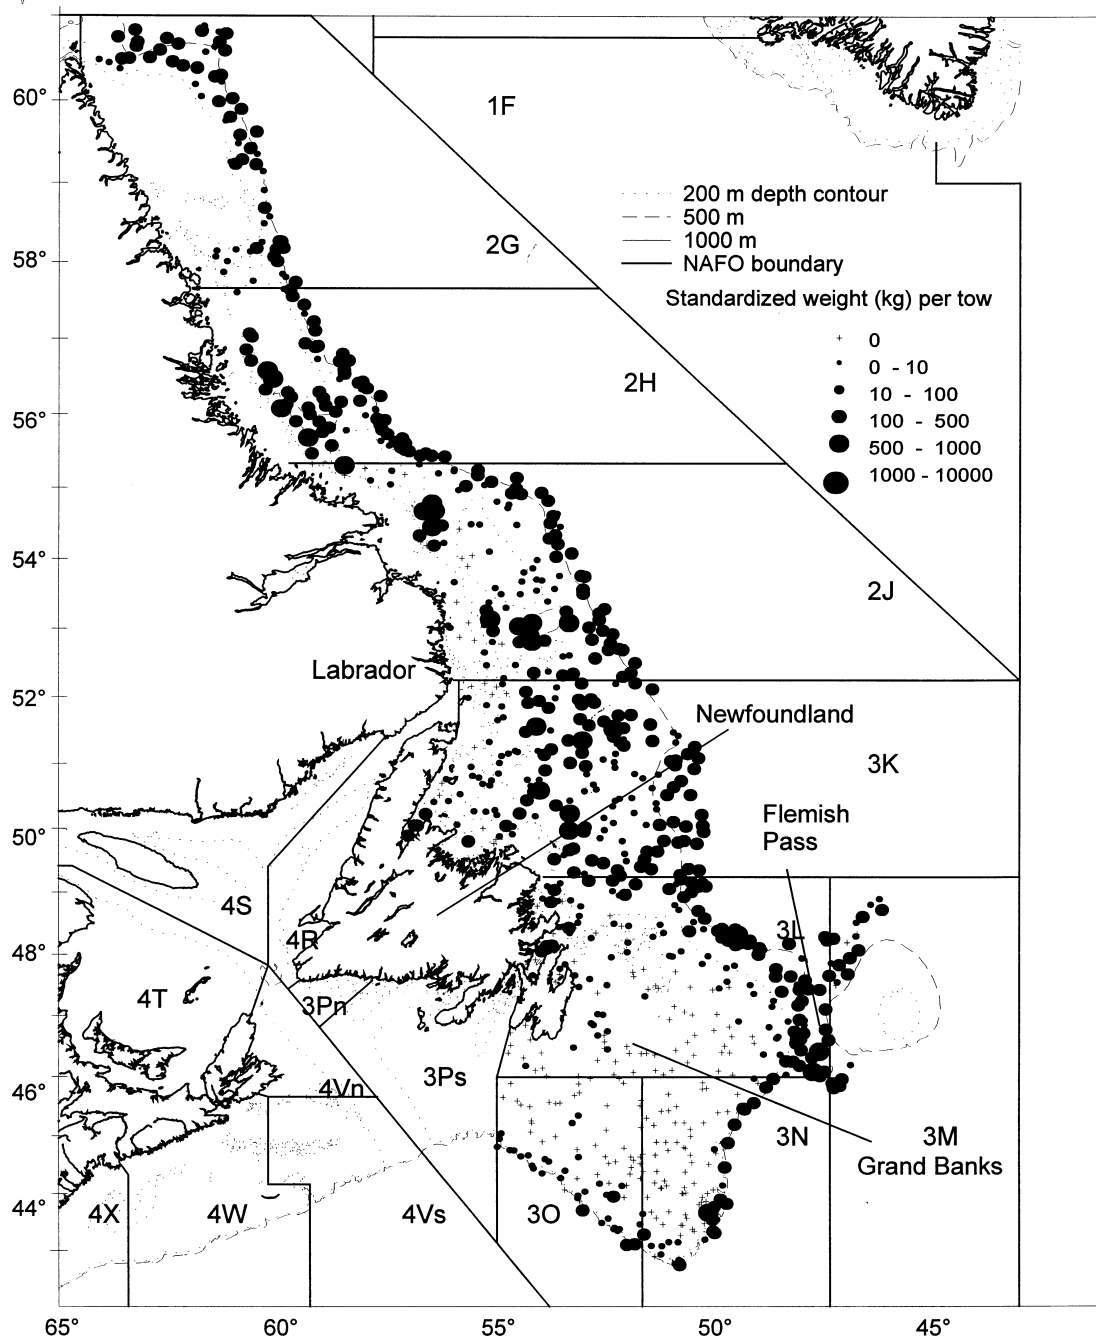 60°
58°
56°
54°
52°
50°
48°
46°
44°
65°
60°
55°
50°
45°
1F
2G
2H
2J
3K
3L
3M
3N
3O
3Ps
3Pn
4R
4S
4T
4Vn
4Vs
4W
4X
200 m depth contour
500 m
1000 m
NAFO boundary
Standardized weight (kg) per tow
0
0 - 10
10 - 100
100 - 500
500 - 1000
1000 - 10000
Labrador
Newfoundland
Flemish
Pass
Grand Banks